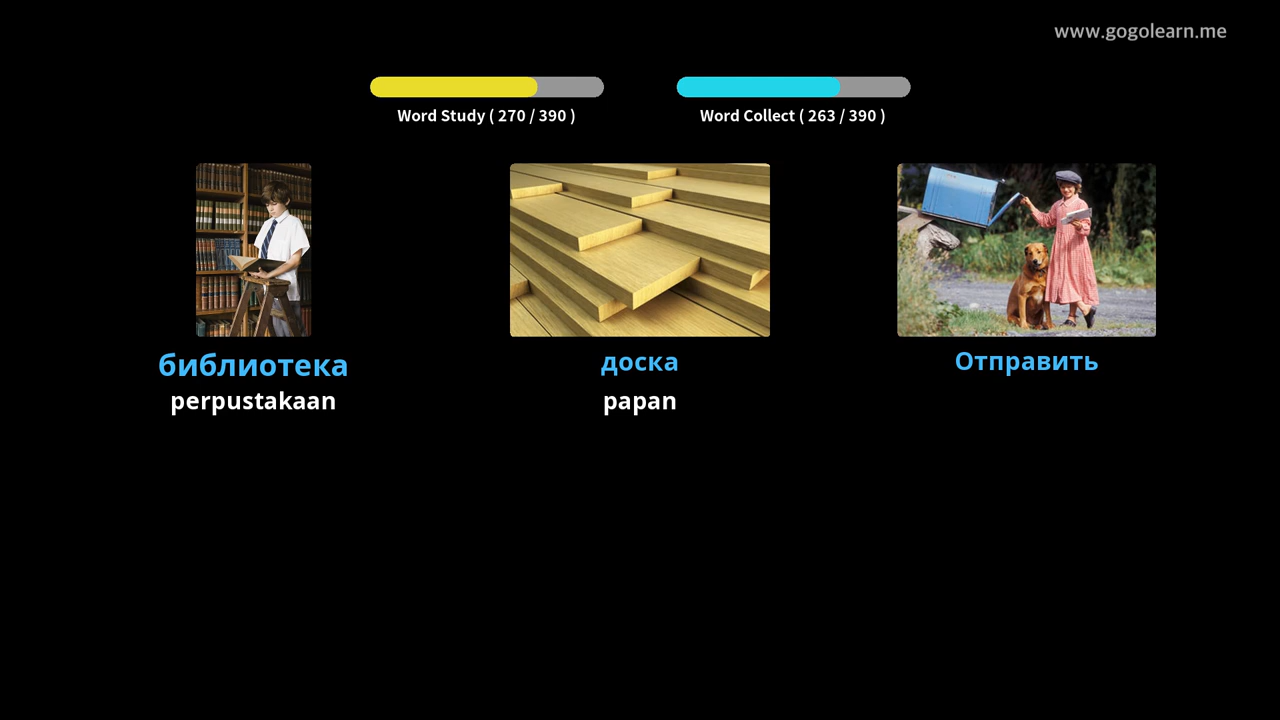 www.gogolearn.me
Word Study ( 270 / 390 )
Word Collect ( 263 / 390 )
библиотека
perpustakaan
доска
papan
Отправить